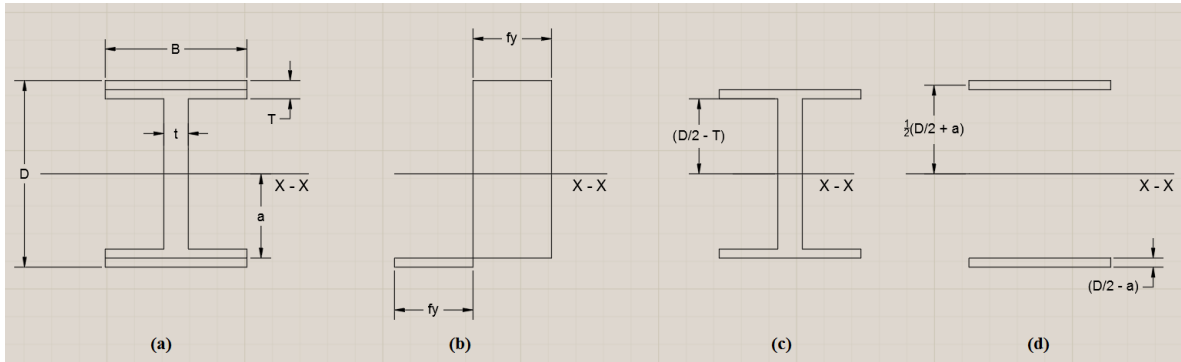 B
T
t
D
X - X
a
(a)
fy
X - X
fy
(b)
(D/2 - T)
X - X
(c)
½(D/2 + a)
X - X
(D/2 - a)
(d)